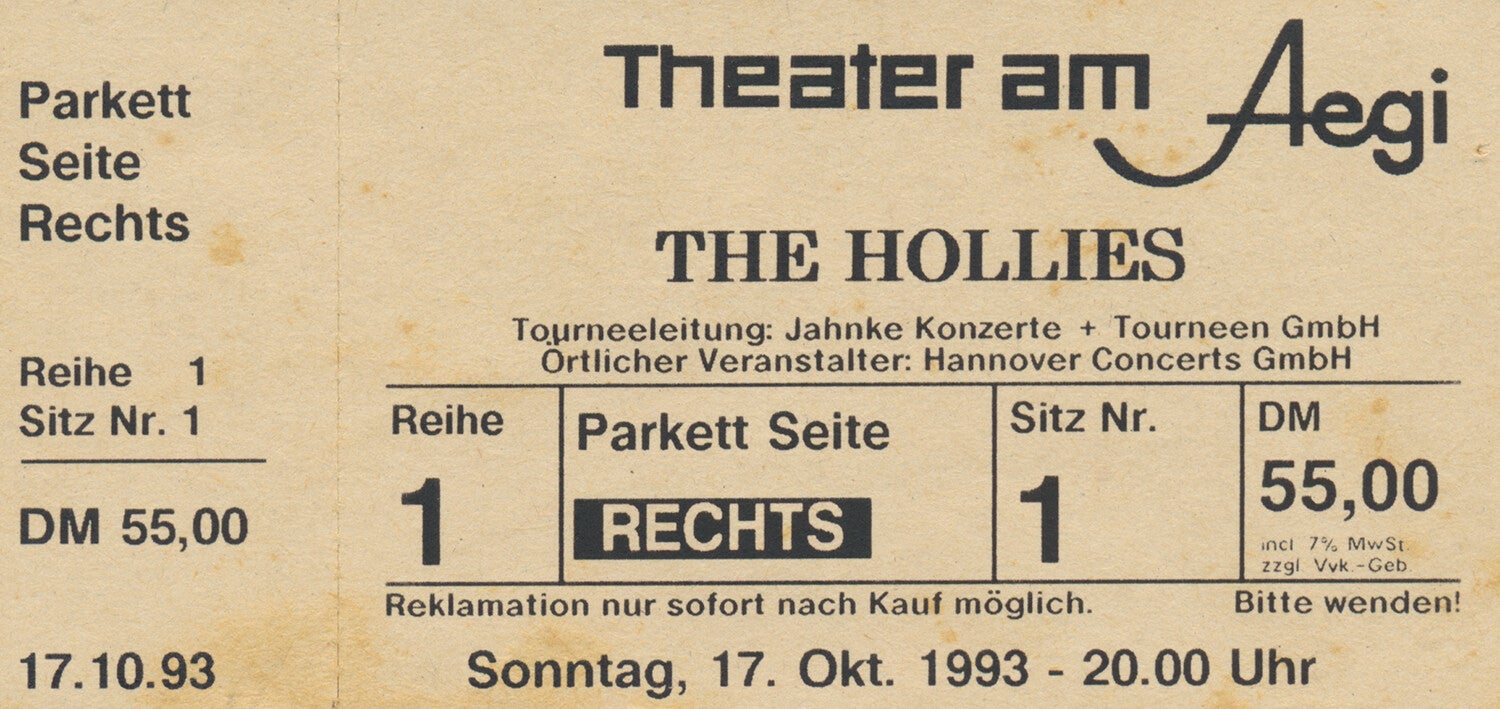 Parkett
Seite
Rechts
Reihe 1
Sitz Nr. 1
DM 55,00
17.10.93
Theater am Aegi
THE HOLLIES
Tourneeleitung: Jahnke Konzerte + Tourneen GmbH
Örtlicher Veranstalter: Hannover Concerts GmbH
Reihe
1
Parkett Seite
RECHTS
Sitz Nr.
1
DM
55,00
incl 7% MwSt.
zzgl. Vvk.-Geb.
Reklamation nur sofort nach Kauf möglich.
Bitte wenden!
Sonntag, 17. Okt. 1993 - 20.00 Uhr